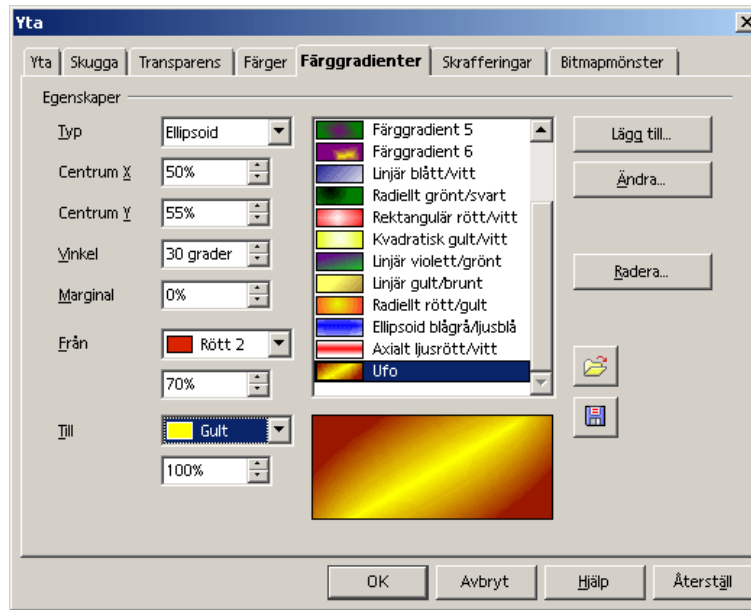 Yta
Yta Skugga Transparens Färger Färggradienter Skrafferingar Bitmapmönster
Egenskaper
Typ Ellipsoid
Centrum X 50%
Centrum Y 55%
Vinkel 30 grader
Marginal 0%
Från Rött 2
70%
Till Gult
100%
Färggradient 5
Färggradient 6
Linjär blått/vitt
Radiellt grönt/svart
Rektangulär rött/vitt
Kvadratisk gult/vitt
Linjär violett/grönt
Linjär gult/brunt
Radiellt rött/gult
Ellipsoid blågrå/ljusblå
Axialt ljusrött/vitt
Ufo
Lägg till...
Ändra...
Radera...
OK Avbryt Hjälp Återställ